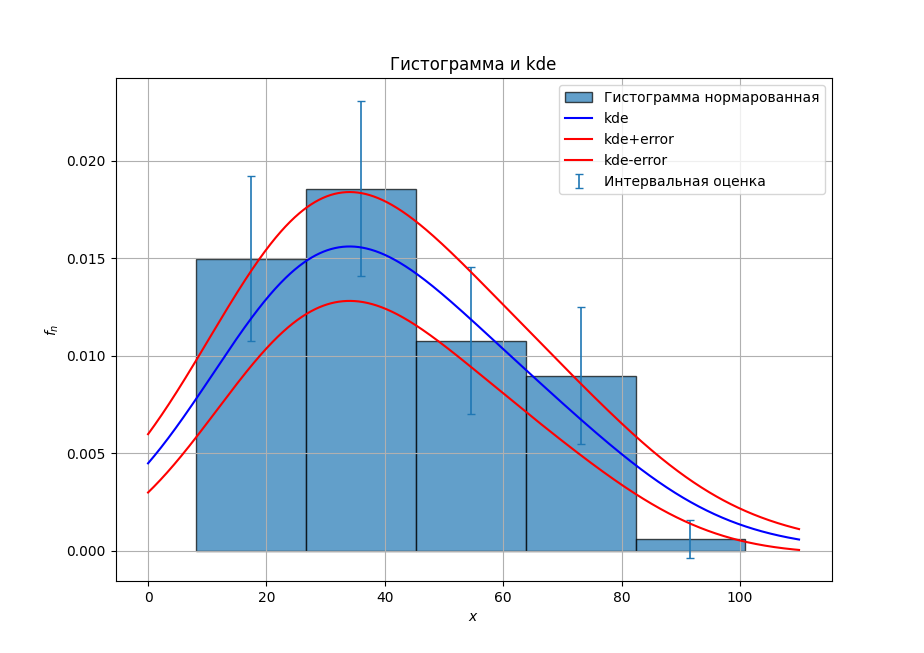 Гистограмма и kde
Гистограмма нормарованная
kde
kde+error
kde-error
Интервальная оценка
0.020
0.015
0.010
0.005
0.000
fn
0 20 40 60 80 100
x